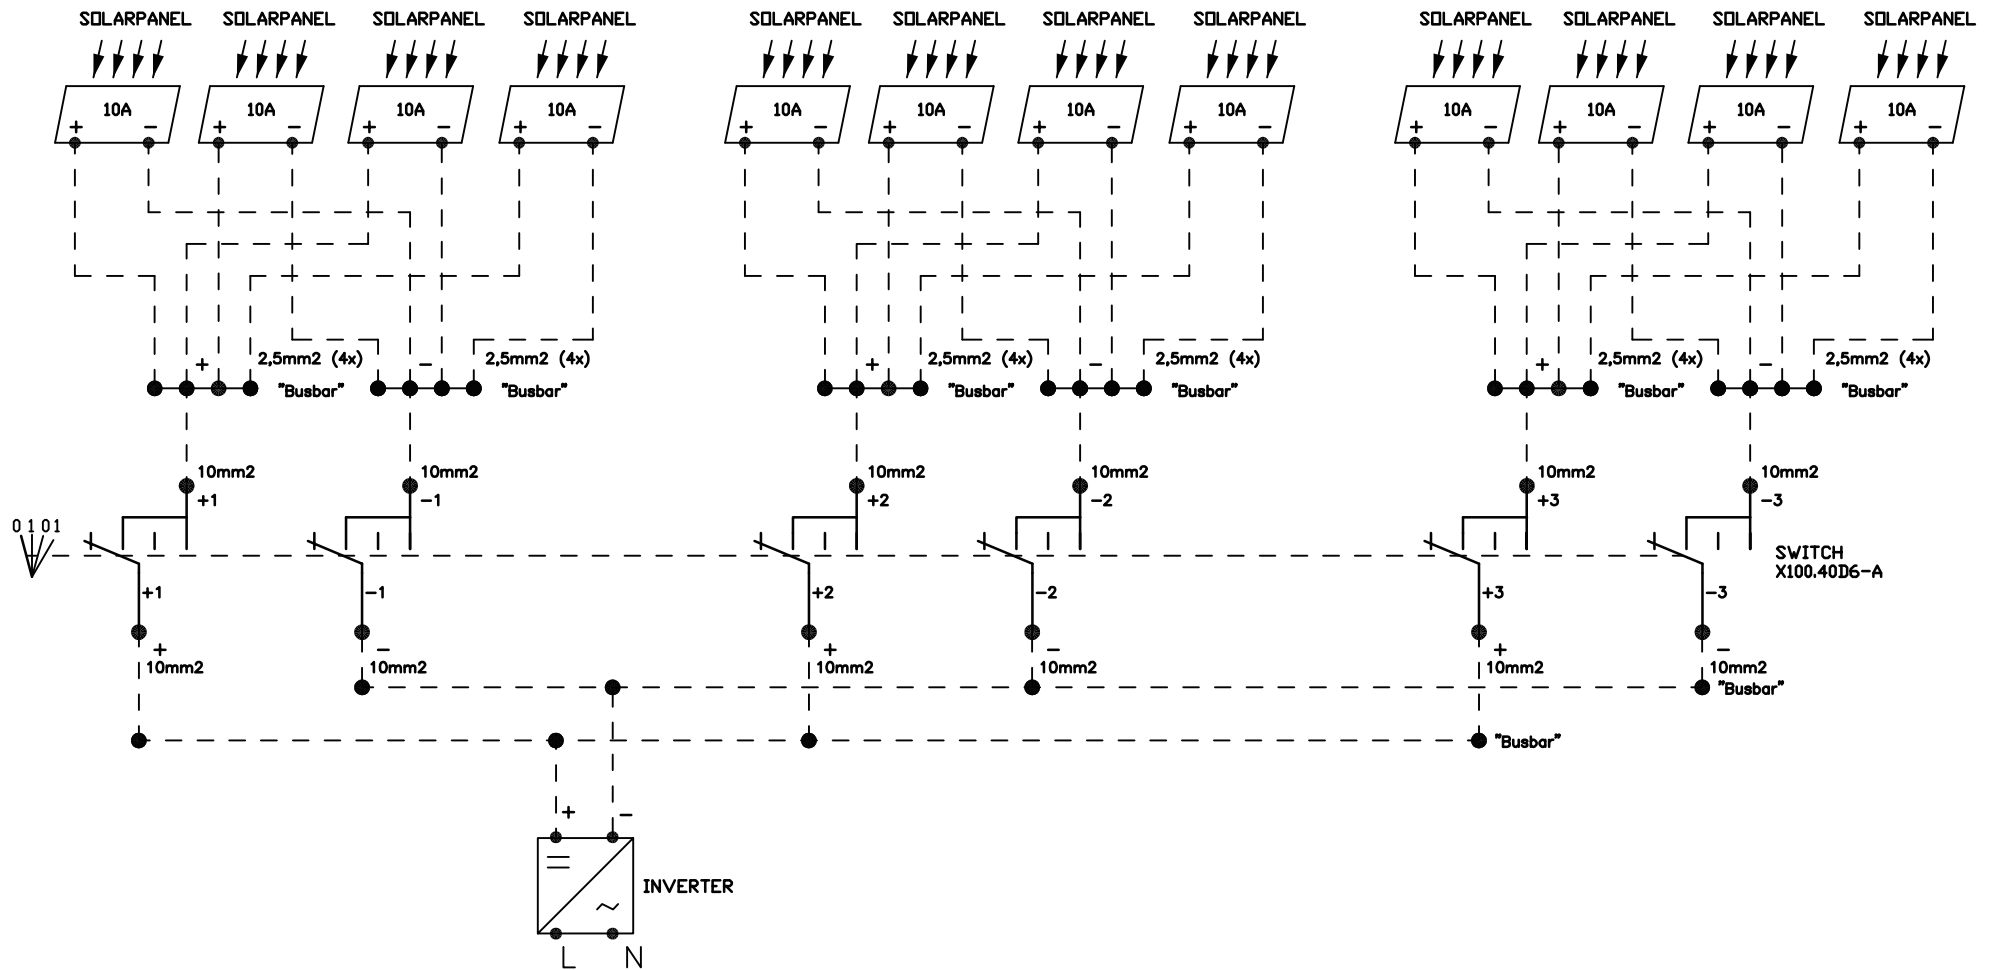 SOLARPANEL SOLARPANEL SOLARPANEL SOLARPANEL SOLARPANEL SOLARPANEL SOLARPANEL SOLARPANEL SOLARPANEL SOLARPANEL SOLARPANEL SOLARPANEL
10A 10A 10A 10A 10A 10A 10A 10A 10A 10A 10A 10A
+ − + − + − + − + − + − + − + − + − + − + − + −
+ 2,5mm2 (4x) − 2,5mm2 (4x) + 2,5mm2 (4x) − 2,5mm2 (4x) + 2,5mm2 (4x) − 2,5mm2 (4x)
"Busbar" "Busbar" "Busbar" "Busbar" "Busbar" "Busbar"
10mm2 10mm2 10mm2 10mm2 10mm2 10mm2
+1 −1 +2 −2 +3 −3
0 1 0 1
SWITCH
X100.40D6-A
+1 −1 +2 −2 +3 −3
+ − + − + −
10mm2 10mm2 10mm2 10mm2 10mm2 10mm2
"Busbar"
"Busbar"
+ −
INVERTER
L N